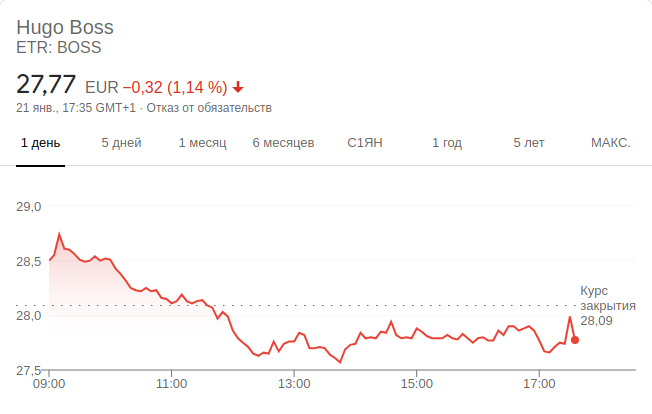 Hugo Boss
ETR: BOSS
27,77 EUR −0,32 (1,14 %)
21 янв., 17:35 GMT+1 · Отказ от обязательств
1 день 5 дней 1 месяц 6 месяцев С1ЯН 1 год 5 лет МАКС.
29,0
28,5
28,0
27,5
Курс
закрытия
28,09
09:00 11:00 13:00 15:00 17:00